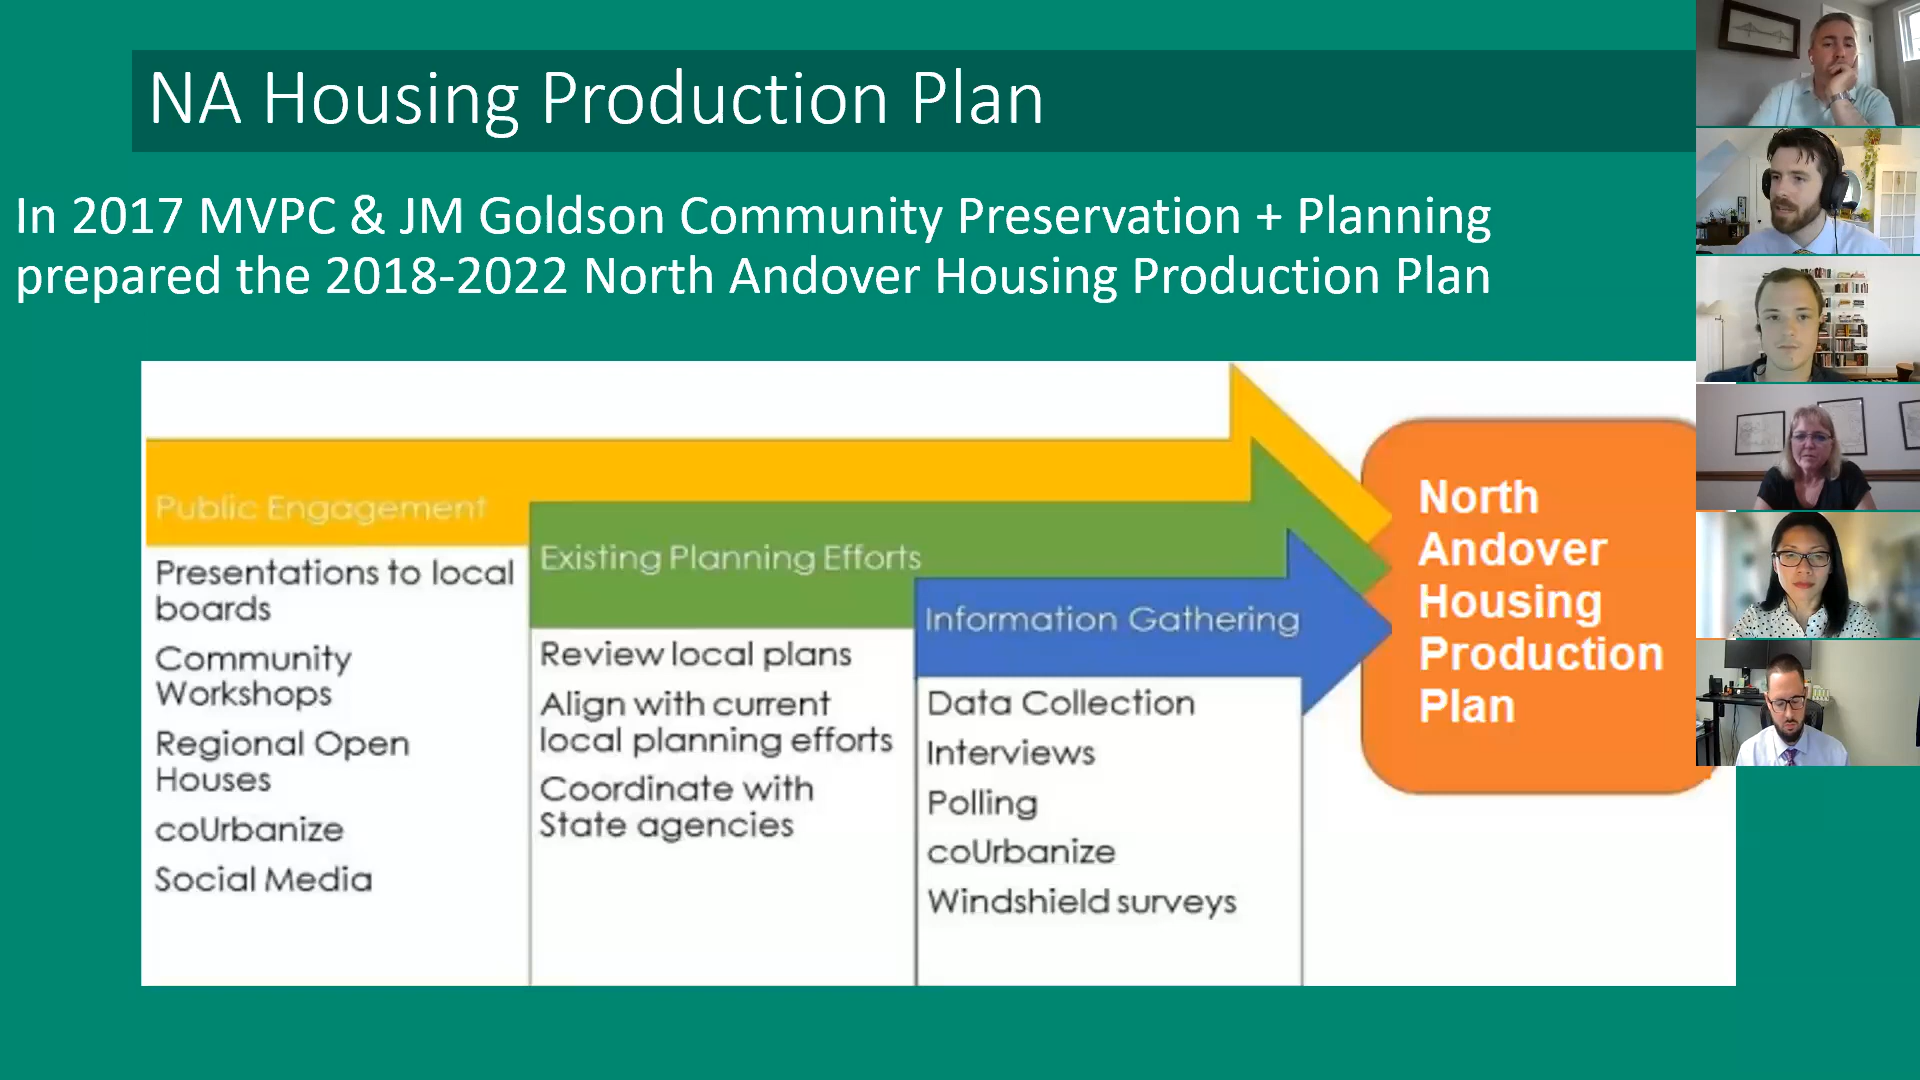 NA Housing Production Plan
In 2017 MVPC & JM Goldson Community Preservation + Planning
prepared the 2018-2022 North Andover Housing Production Plan
Public Engagement
Presentations to local
boards
Community
Workshops
Regional Open
Houses
coUrbanize
Social Media
Existing Planning Efforts
Review local plans
Align with current
local planning efforts
Coordinate with
State agencies
Information Gathering
Data Collection
Interviews
Polling
coUrbanize
Windshield surveys
North
Andover
Housing
Production
Plan